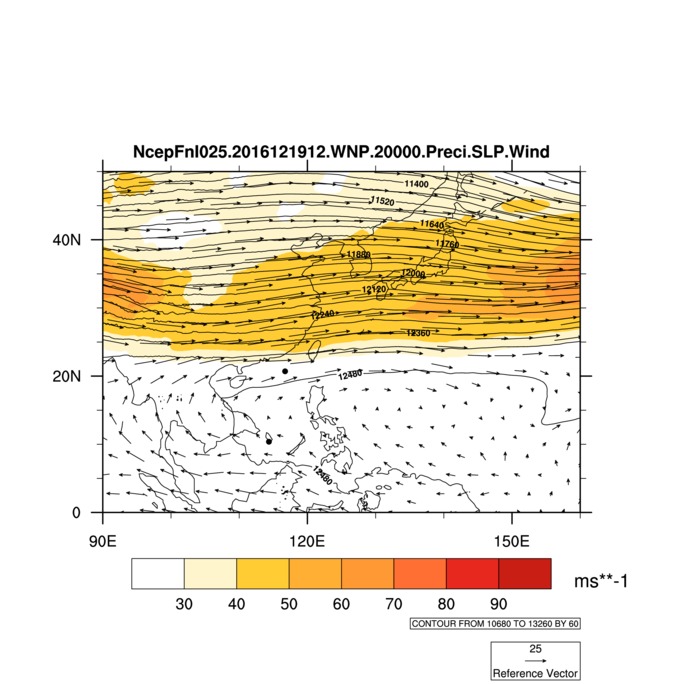 NcepFnl025.2016121912.WNP.20000.Preci.SLP.Wind
11400
11520
11640
11760
11880
12000
12120
12240
12360
12480
12480
40N
20N
0
90E 120E 150E
30 40 50 60 70 80 90
ms**-1
CONTOUR FROM 10680 TO 13260 BY 60
25
Reference Vector